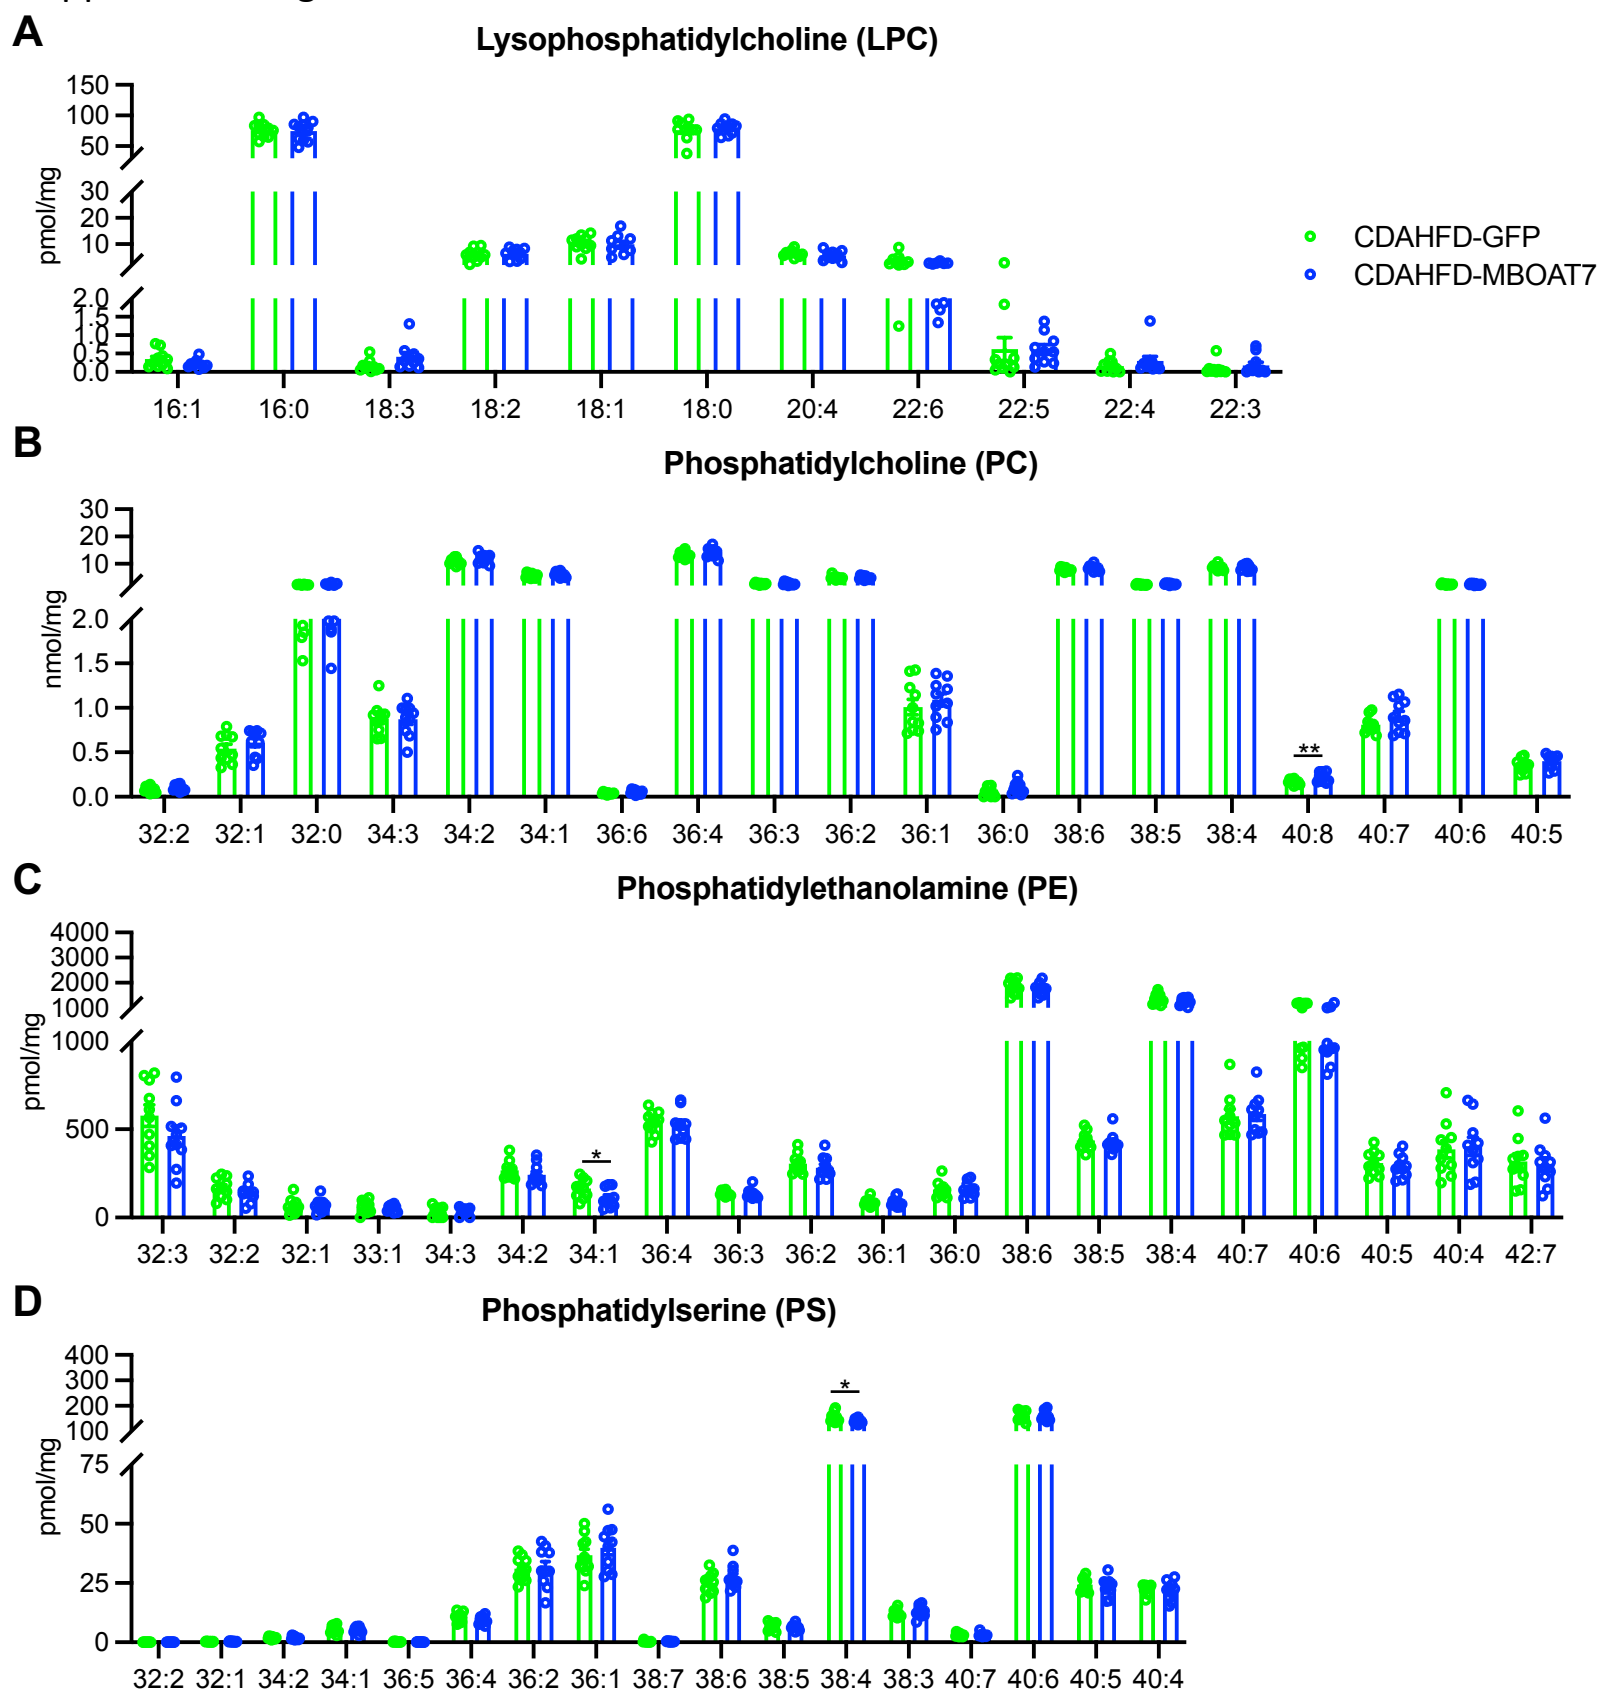 A
Lysophosphatidylcholine (LPC)
150
100
50
30
20
10
2.0
1.5
1.0
0.5
0.0
pmol/mg
16:1 16:0 18:3 18:2 18:1 18:0 20:4 22:6 22:5 22:4 22:3
CDAHFD-GFP
CDAHFD-MBOAT7
B
Phosphatidylcholine (PC)
30
20
10
2.0
1.5
1.0
0.5
0.0
nmol/mg
**
32:2 32:1 32:0 34:3 34:2 34:1 36:6 36:4 36:3 36:2 36:1 36:0 38:6 38:5 38:4 40:8 40:7 40:6 40:5
C
Phosphatidylethanolamine (PE)
4000
3000
2000
1000
1000
500
0
pmol/mg
*
32:3 32:2 32:1 33:1 34:3 34:2 34:1 36:4 36:3 36:2 36:1 36:0 38:6 38:5 38:4 40:7 40:6 40:5 40:4 42:7
D
Phosphatidylserine (PS)
400
300
200
100
75
50
25
0
pmol/mg
*
32:2 32:1 34:2 34:1 36:5 36:4 36:2 36:1 38:7 38:6 38:5 38:4 38:3 40:7 40:6 40:5 40:4